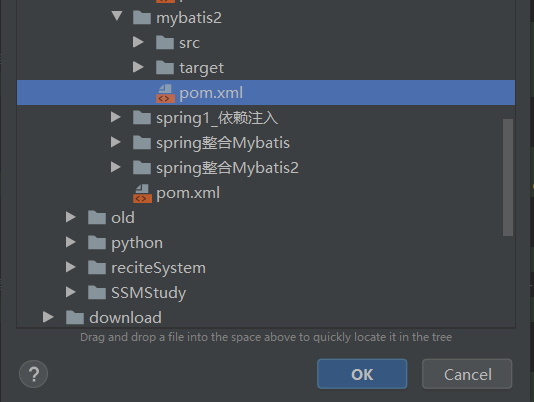 mybatis2
src
target
pom.xml
spring1_依赖注入
spring整合Mybatis
spring整合Mybatis2
pom.xml
old
python
reciteSystem
SSMStudy
download
Drag and drop a file into the space above to quickly locate it in the tree
?
OK
Cancel